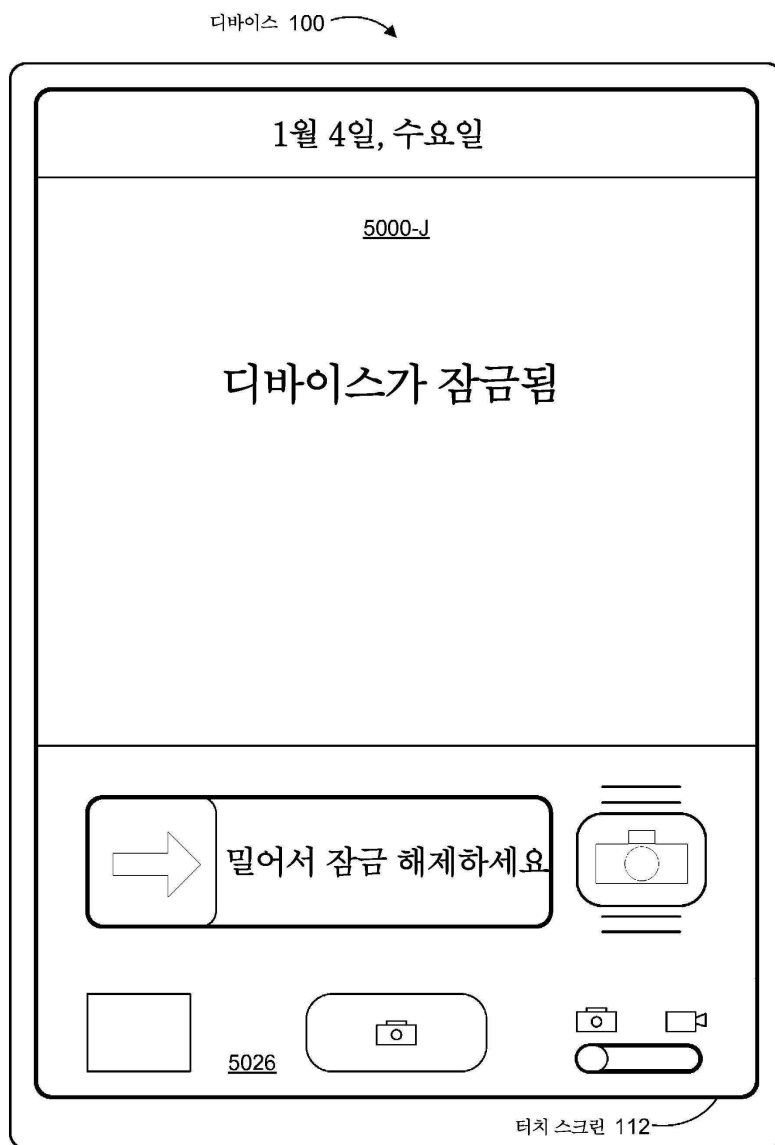 디바이스 100
1월 4일, 수요일
5000-J
디바이스가 잠금됨
밀어서 잠금 해제하세요
5026
터치 스크린 112